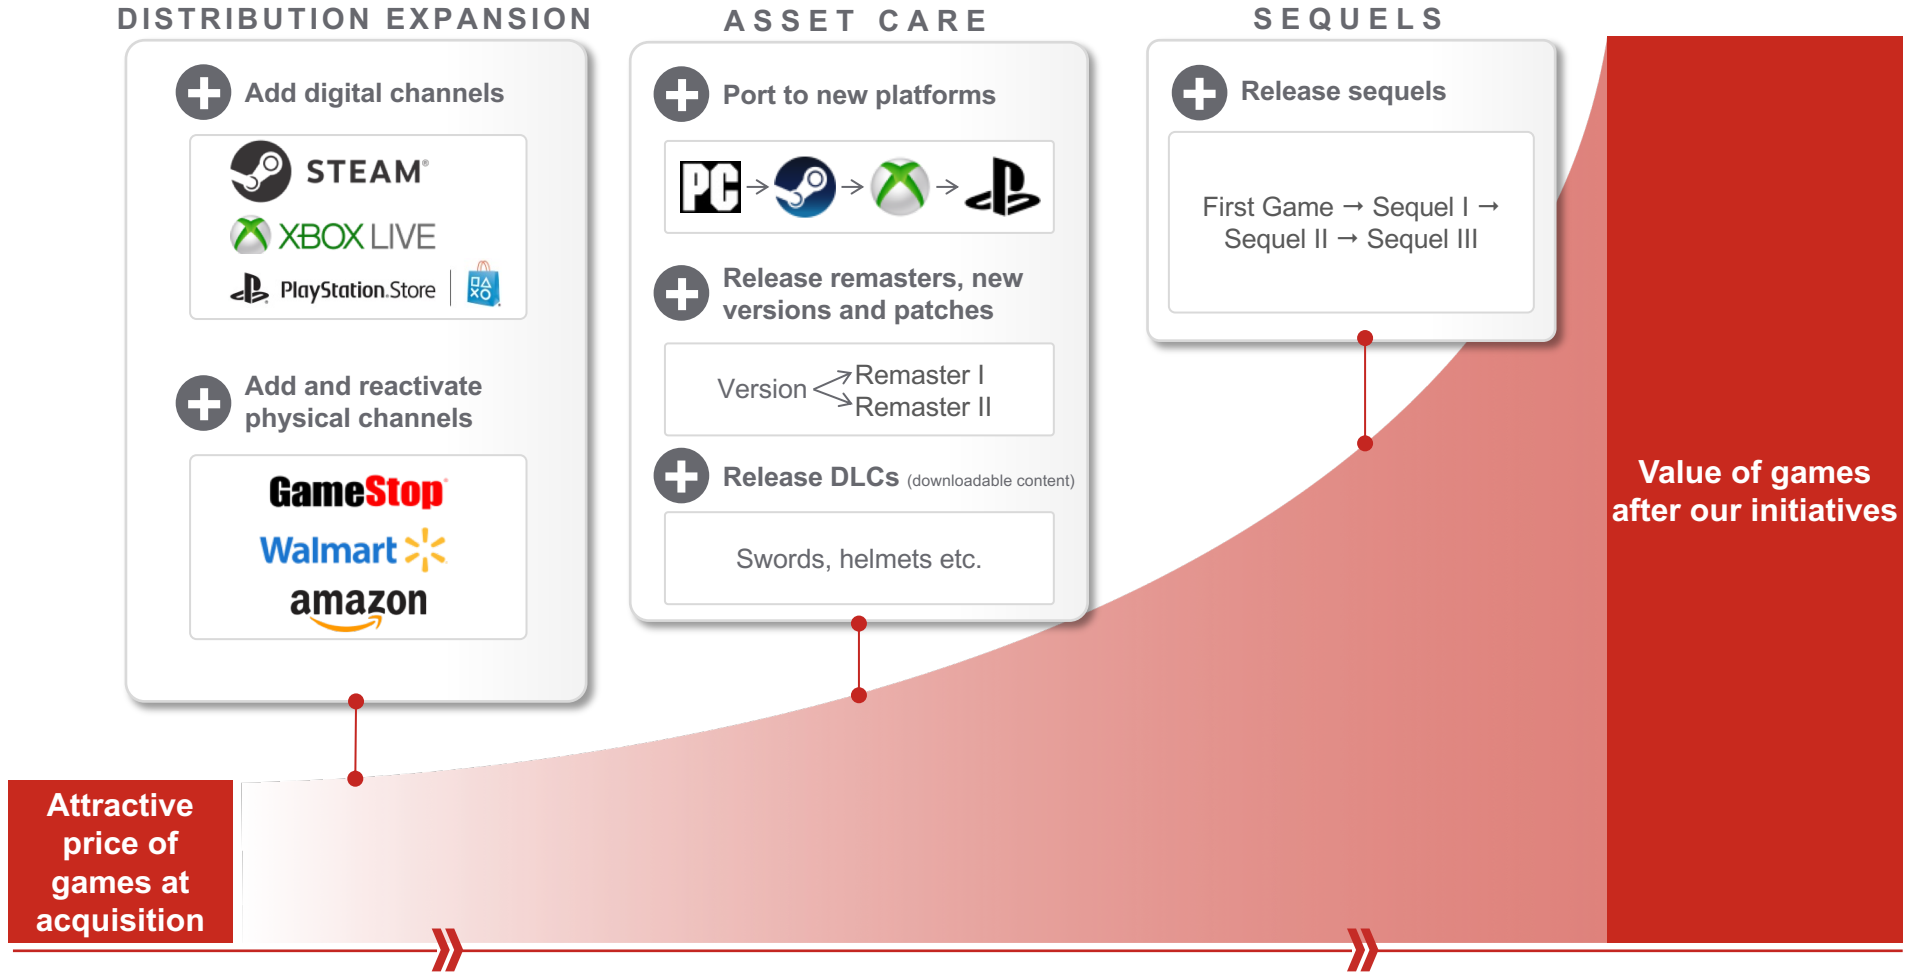 DISTRIBUTION EXPANSION
Add digital channels
STEAM®
XBOX LIVE
PlayStation.Store
Add and reactivate
physical channels
GameStop
Walmart
amazon
ASSET CARE
Port to new platforms
PC
Release remasters, new
versions and patches
Version
Remaster I
Remaster II
Release DLCs (downloadable content)
Swords, helmets etc.
SEQUELS
Release sequels
First Game → Sequel I →
Sequel II → Sequel III
Attractive
price of
games at
acquisition
Value of games
after our initiatives